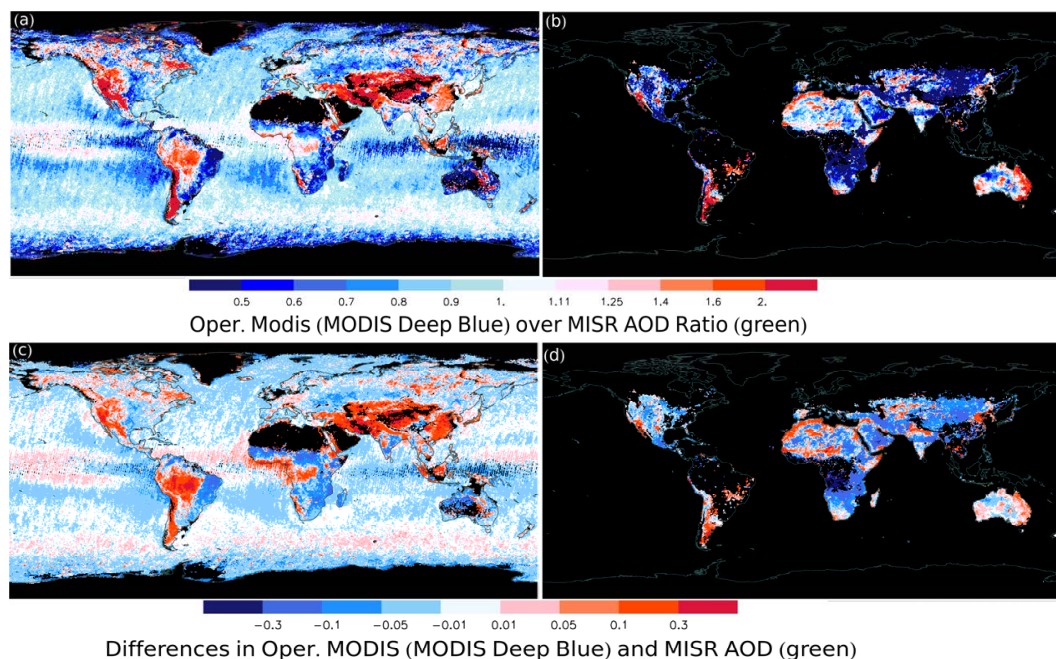 (a) (b)
0.5 0.6 0.7 0.8 0.9 1. 1.11 1.25 1.4 1.6 2.
Oper. Modis (MODIS Deep Blue) over MISR AOD Ratio (green)
(c) (d)
−0.3 −0.1 −0.05 −0.01 0.01 0.05 0.1 0.3
Differences in Oper. MODIS (MODIS Deep Blue) and MISR AOD (green)